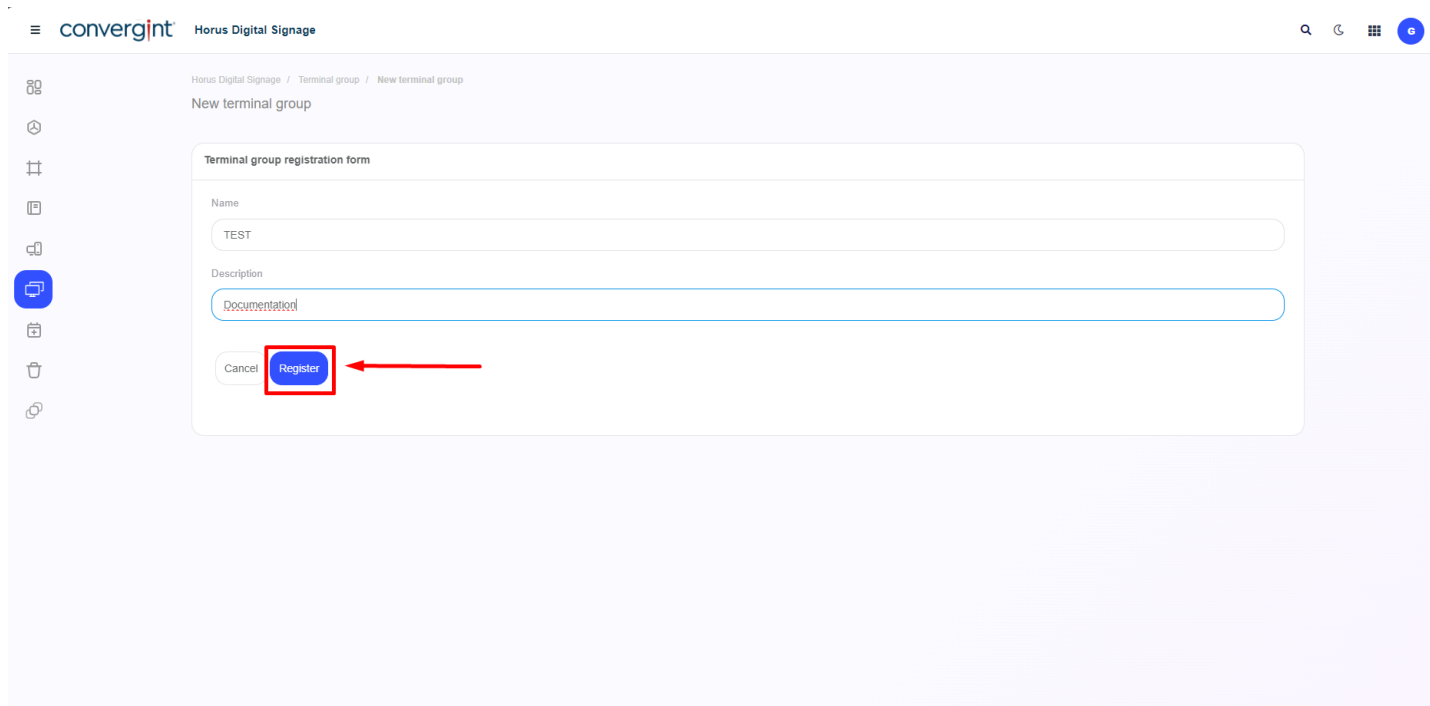 convergint Horus Digital Signage
G
Horus Digital Signage / Terminal group / New terminal group
New terminal group
Terminal group registration form
Name
TEST
Description
Documentation
Cancel Register